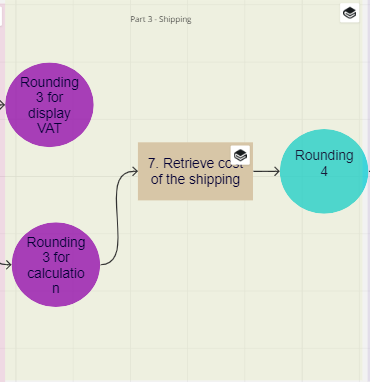 Part 3 - Shipping
Rounding
3 for
display
VAT
7. Retrieve cost
of the shipping
Rounding
4
Rounding
3 for
calculatio
n